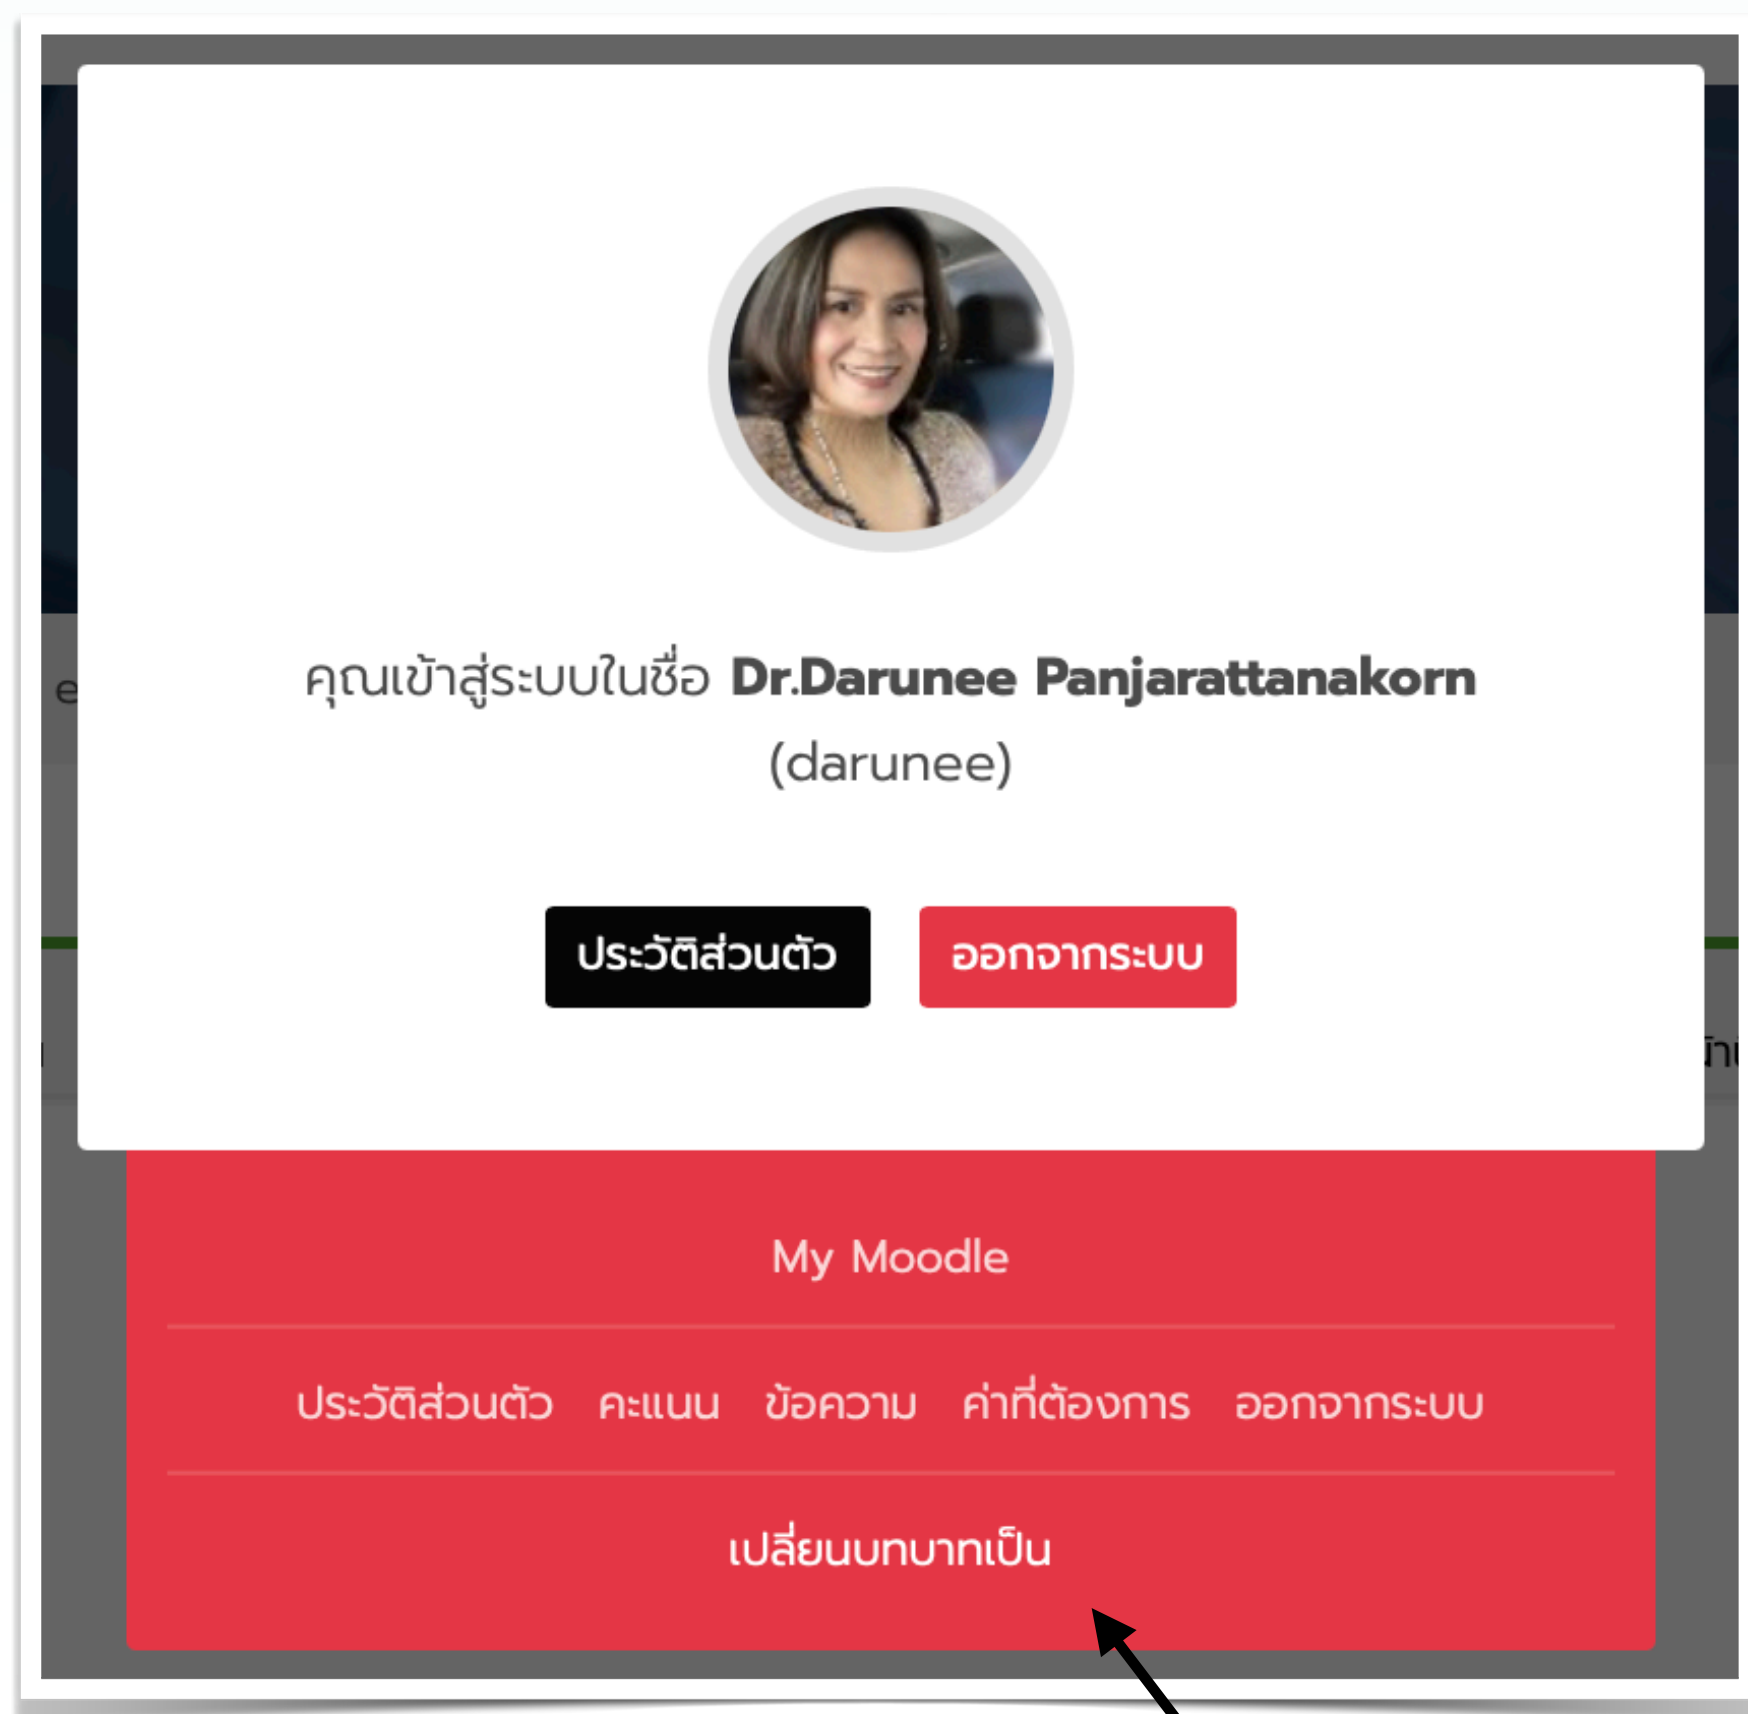 คุณเข้าสู่ระบบในชื่อ Dr.Darunee Panjarattanakorn
(darunee)
ประวัติส่วนตัว ออกจากระบบ
My Moodle
ประวัติส่วนตัว คะแนน ข้อความ ค่าที่ต้องการ ออกจากระบบ
เปลี่ยนบทบาทเป็น